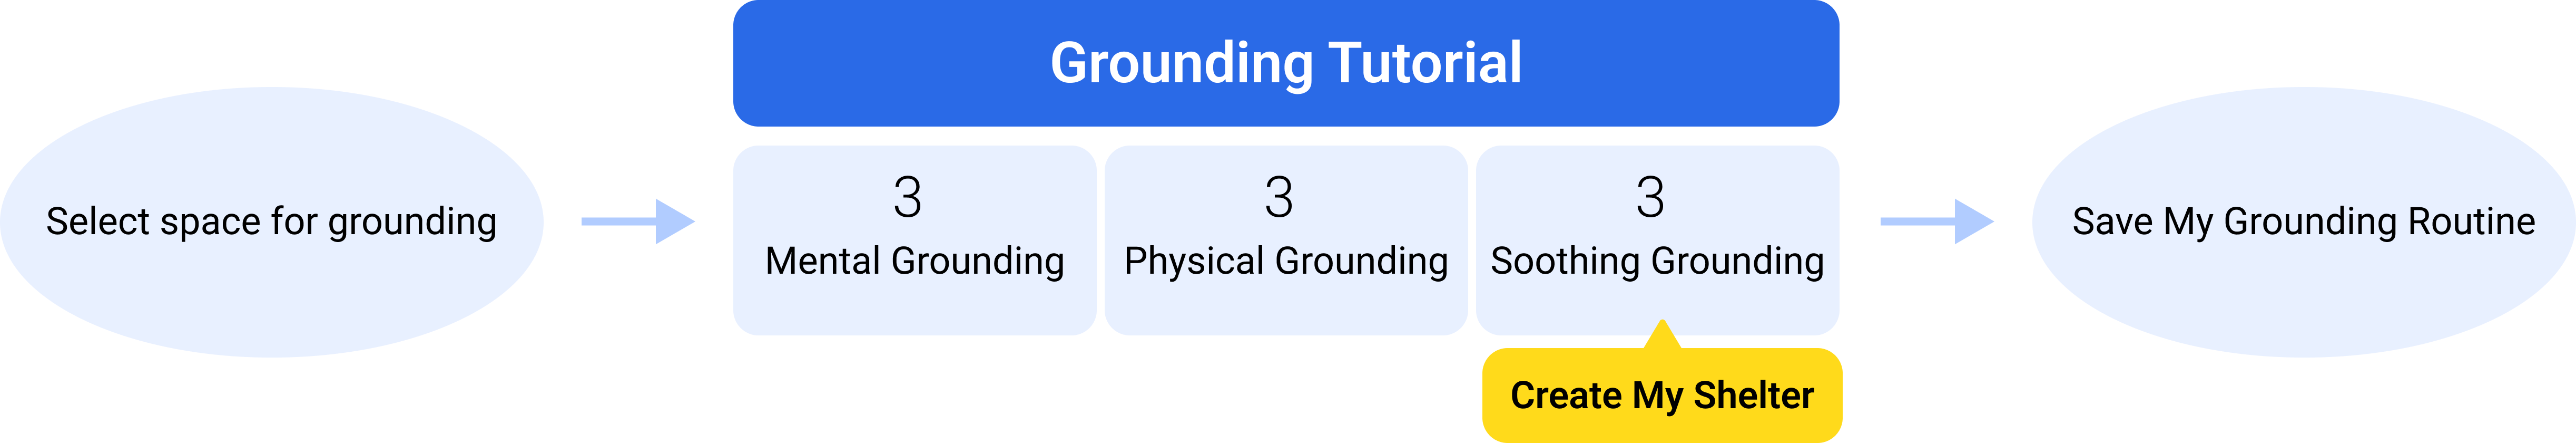 Grounding Tutorial
Select space for grounding
3
Mental Grounding
3
Physical Grounding
3
Soothing Grounding
Create My Shelter
Save My Grounding Routine